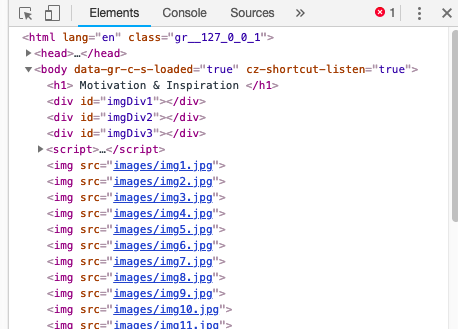 Elements Console Sources » 1
<html lang="en" class="gr__127_0_0_1">
<head>…</head>
<body data-gr-c-s-loaded="true" cz-shortcut-listen="true">
<h1> Motivation & Inspiration </h1>
<div id="imgDiv1"></div>
<div id="imgDiv2"></div>
<div id="imgDiv3"></div>
<script>…</script>
<img src="images/img1.jpg">
<img src="images/img2.jpg">
<img src="images/img3.jpg">
<img src="images/img4.jpg">
<img src="images/img5.jpg">
<img src="images/img6.jpg">
<img src="images/img7.jpg">
<img src="images/img8.jpg">
<img src="images/img9.jpg">
<img src="images/img10.jpg">
<img src="images/img11.jpg">